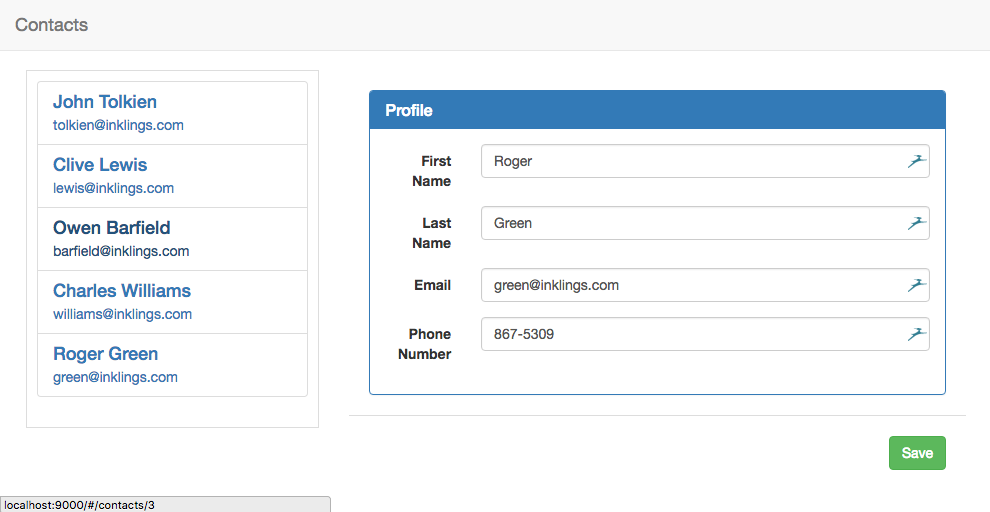 Contacts
John Tolkien
tolkien@inklings.com
Clive Lewis
lewis@inklings.com
Owen Barfield
barfield@inklings.com
Charles Williams
williams@inklings.com
Roger Green
green@inklings.com
Profile
First
Name
Roger
Last
Name
Green
Email
green@inklings.com
Phone
Number
867-5309
Save
localhost:9000/#/contacts/3